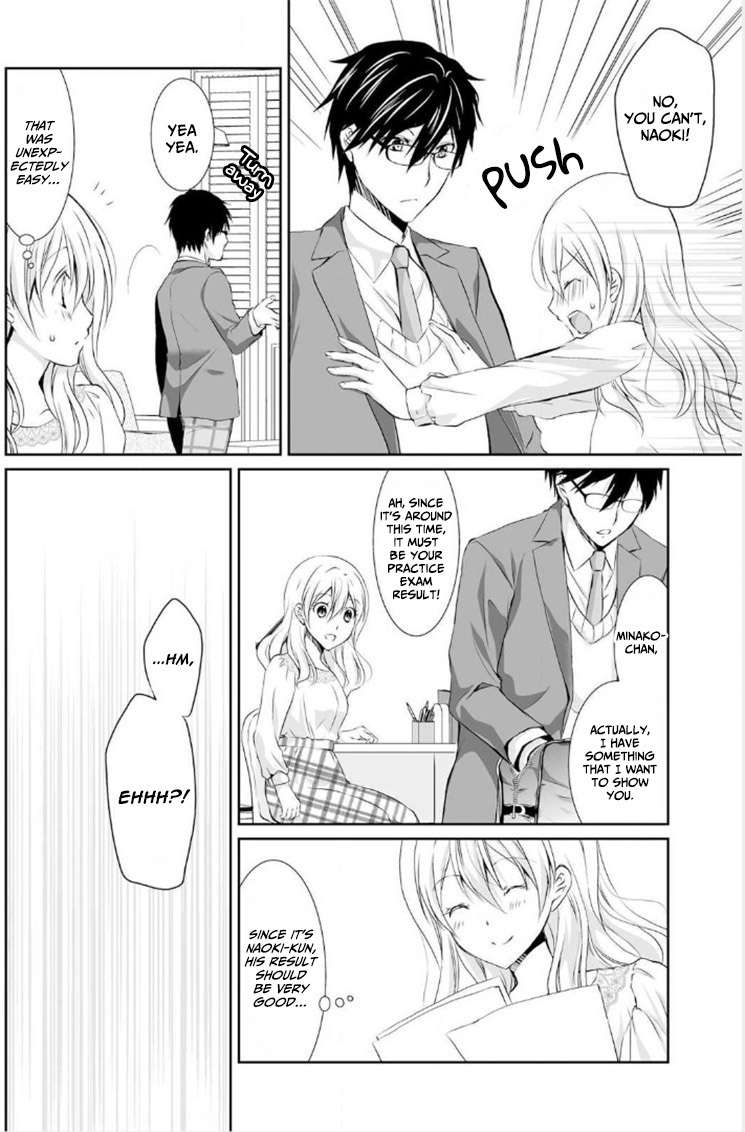 NO,
YOU CAN'T,
NAOKI!
PUSH
YEA
YEA.
Turn
away
THAT
WAS
UNEXP-
ECTEDLY
EASY...
MINAKO-
CHAN,
ACTUALLY,
I HAVE
SOMETHING
THAT I WANT
TO SHOW
YOU.
AH, SINCE
IT'S AROUND
THIS TIME,
IT MUST
BE YOUR
PRACTICE
EXAM
RESULT!
SINCE IT'S
NAOKI-KUN,
HIS RESULT
SHOULD
BE VERY
GOOD...
...HM,
EHHH?!